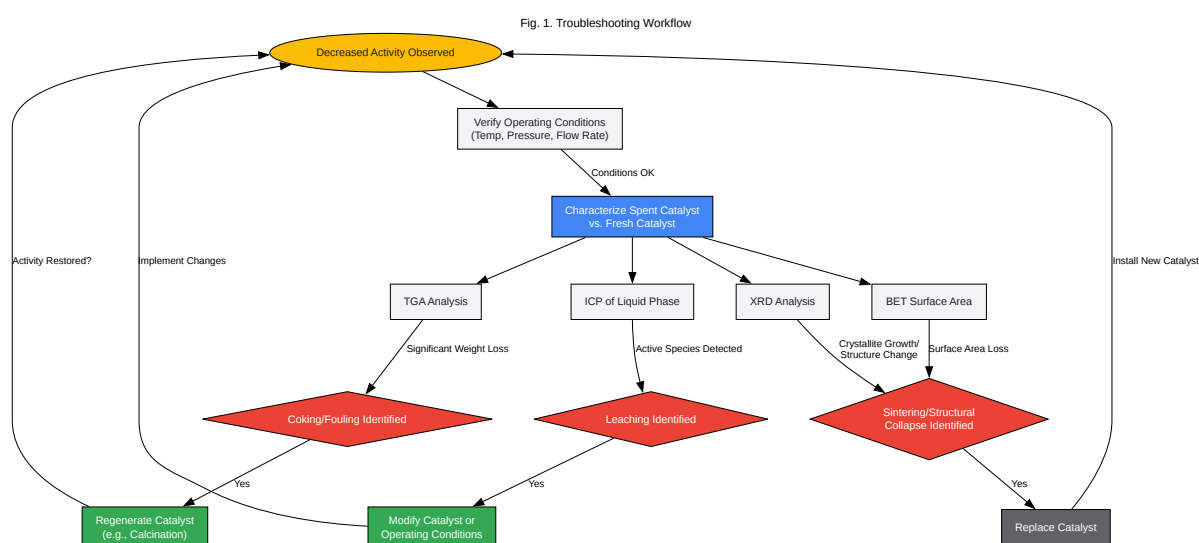 Fig. 1. Troubleshooting Workflow
Decreased Activity Observed
Verify Operating Conditions
(Temp, Pressure, Flow Rate)
Conditions OK
Characterize Spent Catalyst
vs. Fresh Catalyst
Activity Restored?
Implement Changes
Install New Catalyst
TGA Analysis
ICP of Liquid Phase
XRD Analysis
BET Surface Area
Significant Weight Loss
Active Species Detected
Crystallite Growth/
Structure Change
Surface Area Loss
Coking/Fouling Identified
Leaching Identified
Sintering/Structural
Collapse Identified
Yes
Yes
Yes
Regenerate Catalyst
(e.g., Calcination)
Modify Catalyst or
Operating Conditions
Replace Catalyst